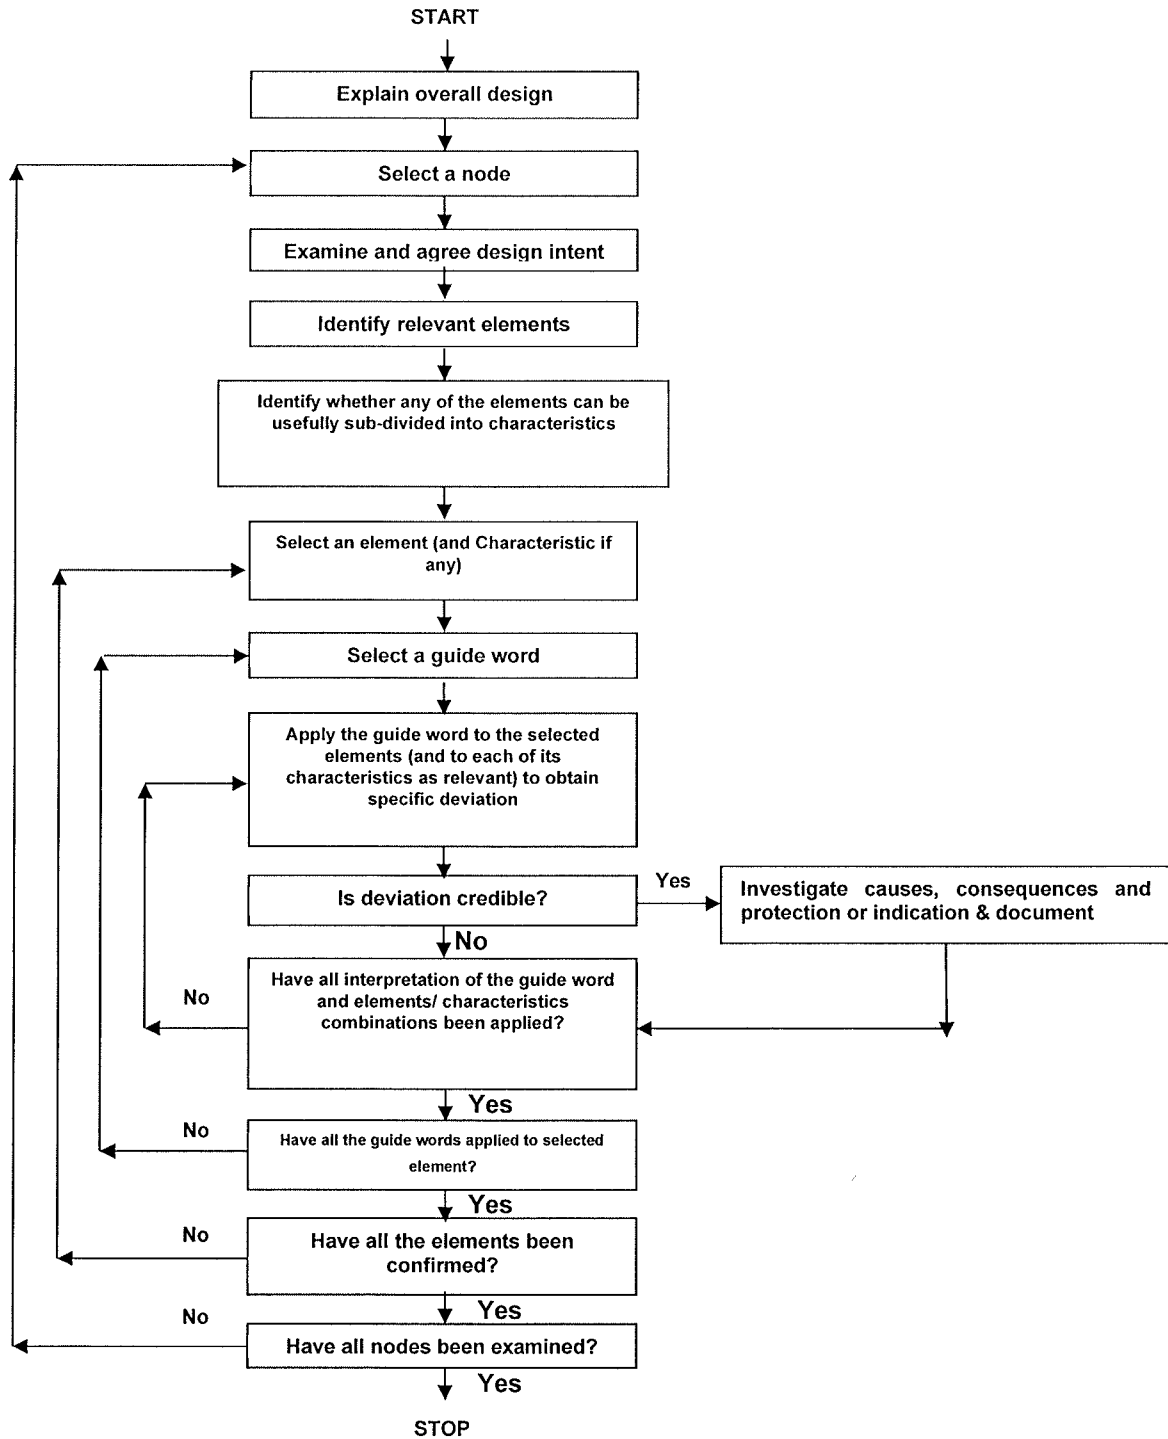 START
Explain overall design
Select a node
Examine and agree design intent
Identify relevant elements
Identify whether any of the elements can be
usefully sub-divided into characteristics
Select an element (and Characteristic if
any)
Select a guide word
Apply the guide word to the selected
elements (and to each of its
characteristics as relevant) to obtain
specific deviation
Is deviation credible?
Yes
Investigate causes, consequences and
protection or indication & document
No
Have all interpretation of the guide word
and elements/ characteristics
combinations been applied?
No
Yes
Have all the guide words applied to selected
element?
No
Yes
Have all the elements been
confirmed?
No
Yes
Have all nodes been examined?
No
Yes
STOP